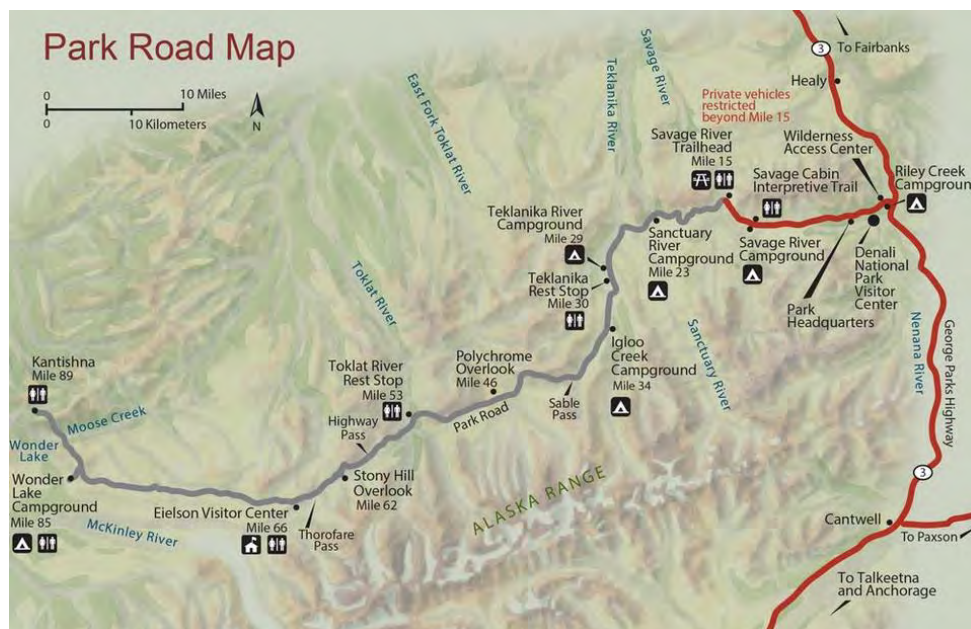 Park Road Map
0
10 Miles
0
10 Kilometers
N
East Fork Toklat River
Teklanika River
Savage River
3
To Fairbanks
Healy
Private vehicles
restricted
beyond Mile 15
Wilderness
Access Center
Savage River
Trailhead
Mile 15
Savage Cabin
Interpretive Trail
Riley Creek
Campground
Teklanika River
Campground
Mile 29
Sanctuary
River
Campground
Mile 23
Savage River
Campground
Denali
National
Park
Visitor
Center
Park
Headquarters
Teklanika
Rest Stop
Mile 30
Toklat River
Sanctuary River
Nenana River
George Parks Highway
Igloo
Creek
Campground
Mile 34
Kantishna
Mile 89
Toklat River
Rest Stop
Mile 53
Polychrome
Overlook
Mile 46
Sable
Pass
Park Road
Moose Creek
Highway
Pass
Wonder
Lake
Wonder
Lake
Campground
Mile 85
Stony Hill
Overlook
Mile 62
Eielson Visitor Center
Mile 66
Thorofare
Pass
McKinley River
ALASKA RANGE
3
Cantwell
To Paxson
To Talkeetna
and Anchorage